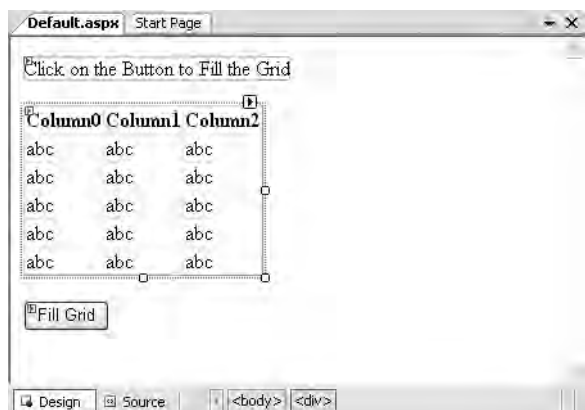 Default.aspx Start Page
Click on the Button to Fill the Grid
Column0 Column1 Column2
abc abc abc
abc abc abc
abc abc abc
abc abc abc
abc abc abc
Fill Grid
Design Source <body> <div>